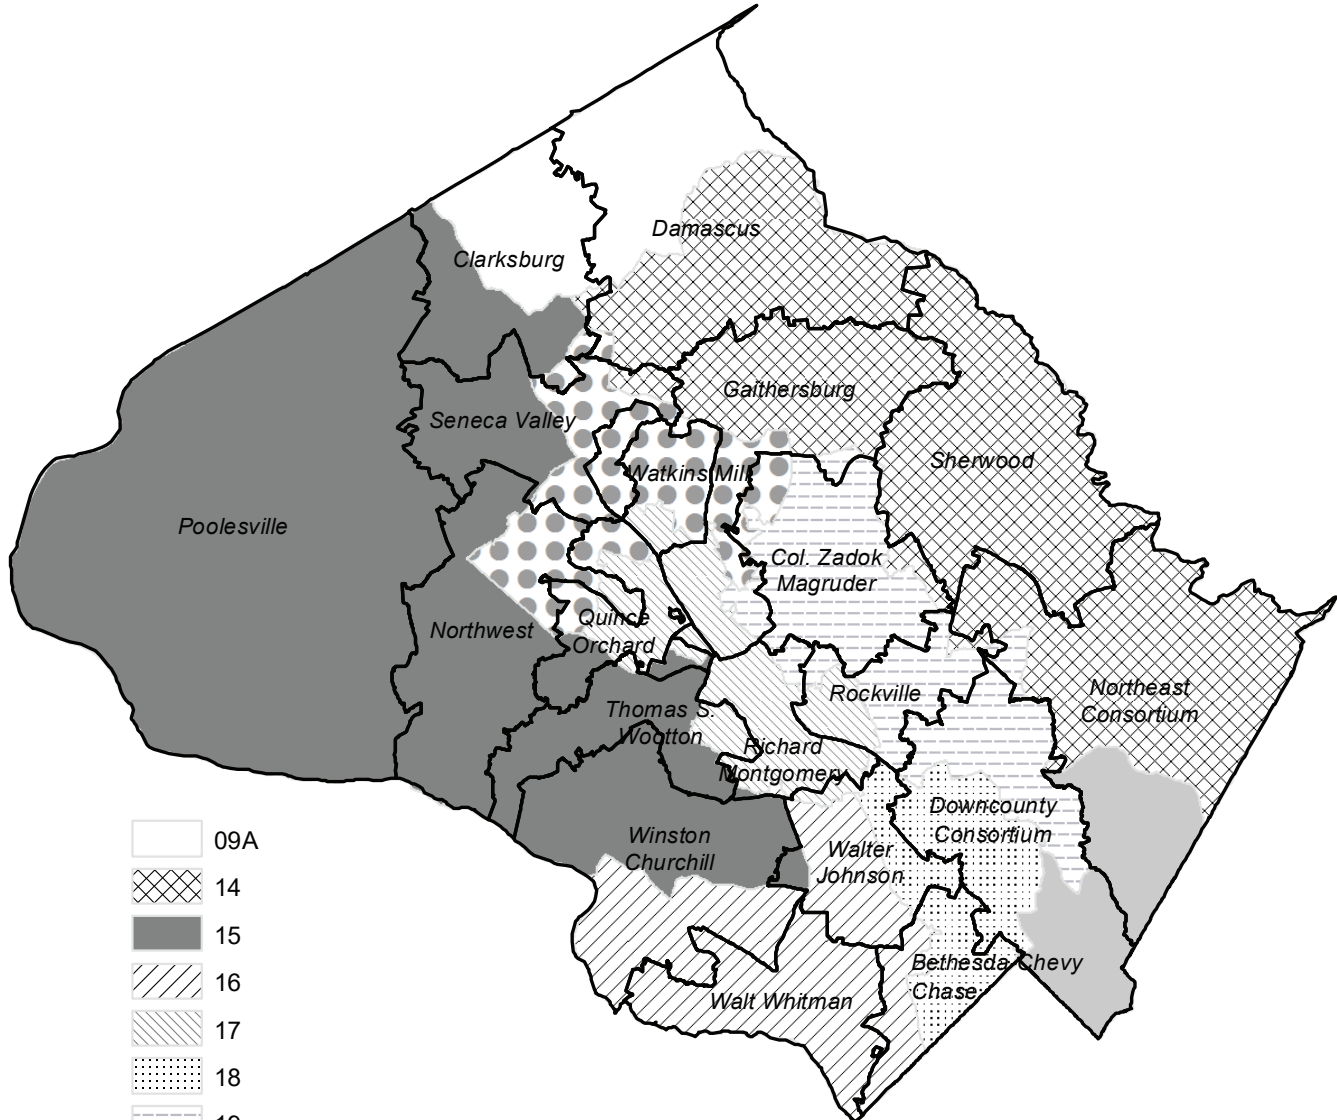 Damascus
Clarksburg
Gaithersburg
Seneca Valley
Sherwood
Watkins Mill
Poolesville
Col. Zadok
Magruder
Quince
Orchard
Northwest
Rockville
Northeast
Consortium
Thomas S.
Wootton
Richard
Montgomery
Downcounty
Consortium
Winston
Churchill
Walter
Johnson
Bethesda-Chevy
Chase
Walt Whitman
09A
14
15
16
17
18
19